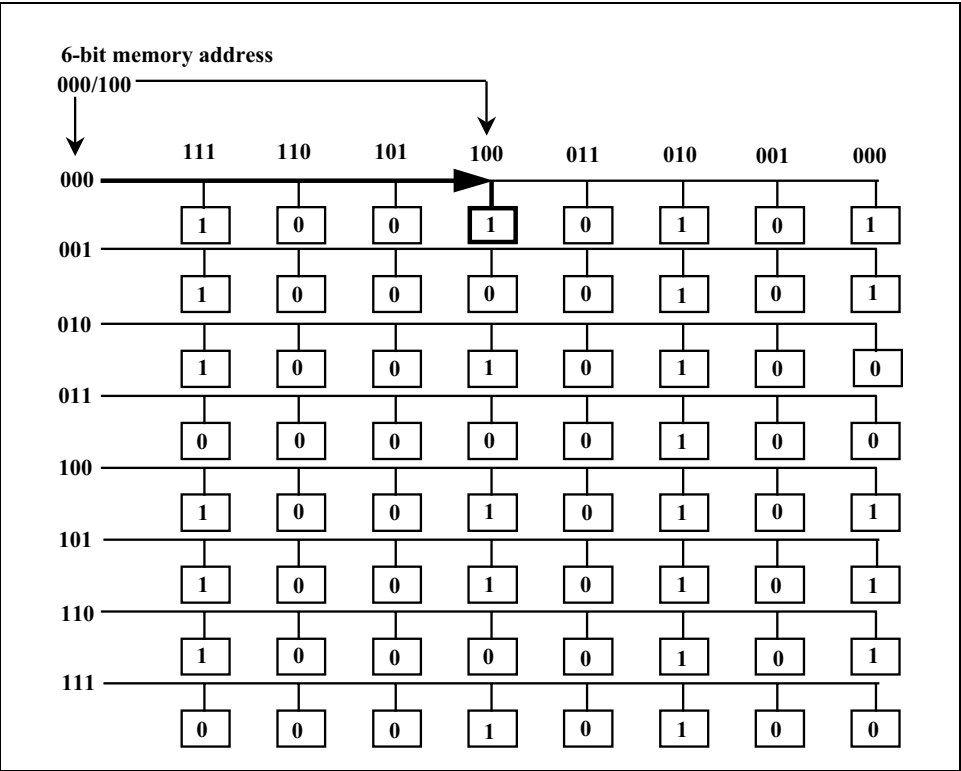 6-bit memory address
000/100
111 110 101 100 011 010 001 000
000
1 0 0 1 0 1 0 1
001
1 0 0 0 0 1 0 1
010
1 0 0 1 0 1 0 0
011
0 0 0 0 0 1 0 0
100
1 0 0 1 0 1 0 1
101
1 0 0 1 0 1 0 1
110
1 0 0 0 0 1 0 1
111
0 0 0 1 0 1 0 0